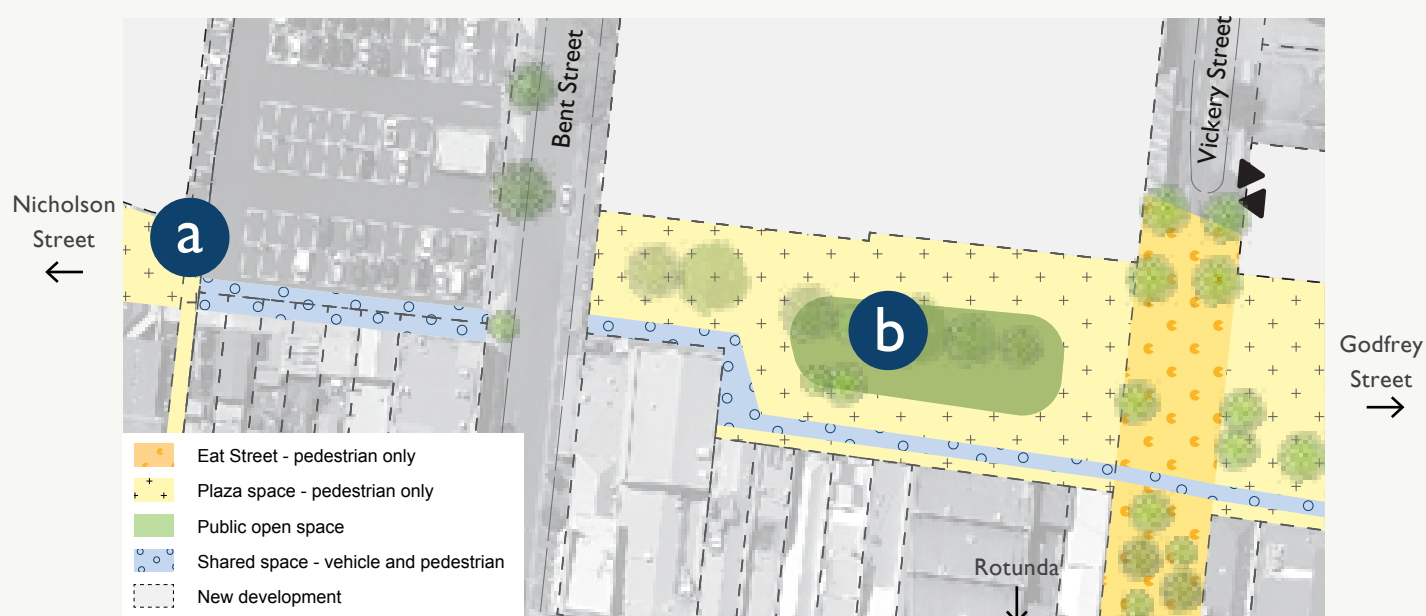 Bent Street
Vickery Street
Nicholson
Street
a
b
Godfrey
Street
Eat Street - pedestrian only
Plaza space - pedestrian only
Public open space
Shared space - vehicle and pedestrian
New development
Rotunda